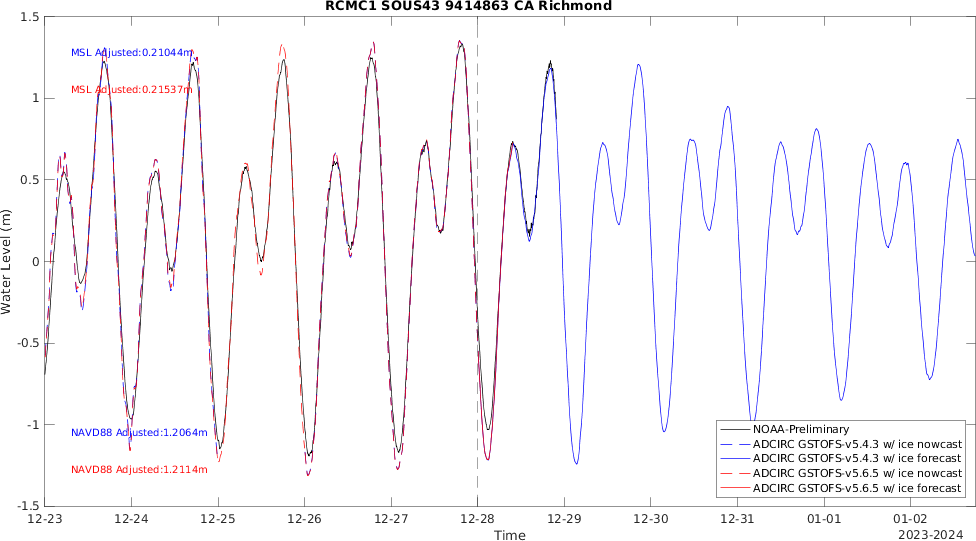 RCMC1 SOUS43 9414863 CA Richmond
1.5
MSL Adjusted:0.21044m
MSL Adjusted:0.21537m
1
0.5
0
-0.5
-1
-1.5
Water Level (m)
NAVD88 Adjusted:1.2064m
NAVD88 Adjusted:1.2114m
NOAA-Preliminary
ADCIRC GSTOFS-v5.4.3 w/ ice nowcast
ADCIRC GSTOFS-v5.4.3 w/ ice forecast
ADCIRC GSTOFS-v5.6.5 w/ ice nowcast
ADCIRC GSTOFS-v5.6.5 w/ ice forecast
12-23 12-24 12-25 12-26 12-27 12-28 12-29 12-30 12-31 01-01 01-02
Time
2023-2024